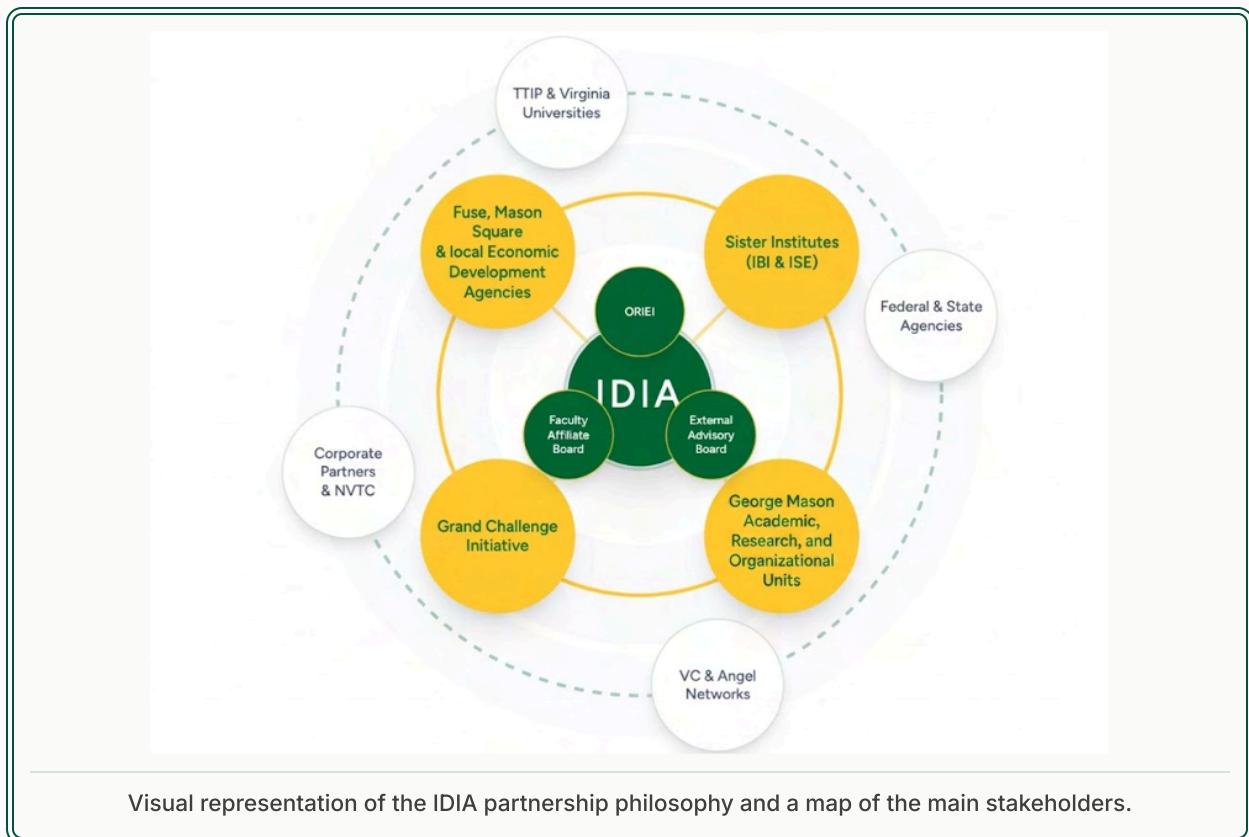 TTIP & Virginia
Universities
Fuse, Mason
Square
& local Economic
Development
Agencies
Sister Institutes
(IBI & ISE)
Federal & State
Agencies
ORIEI
IDIA
Faculty
Affiliate
Board
External
Advisory
Board
Corporate
Partners
& NVTC
Grand Challenge
Initiative
George Mason
Academic,
Research, and
Organizational
Units
VC & Angel
Networks
Visual representation of the IDIA partnership philosophy and a map of the main stakeholders.